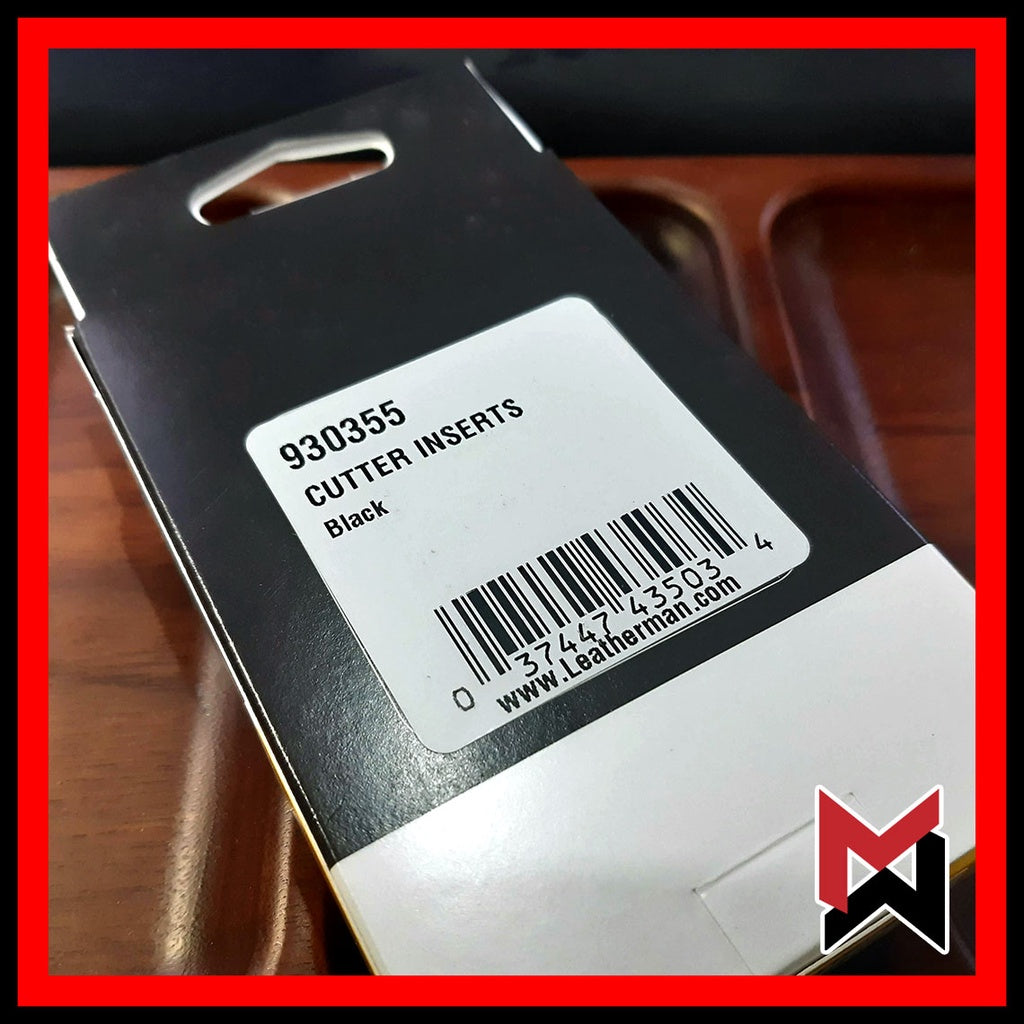 930355
CUTTER INSERTS
Black
0 37447 43503 4
www.Leatherman.com